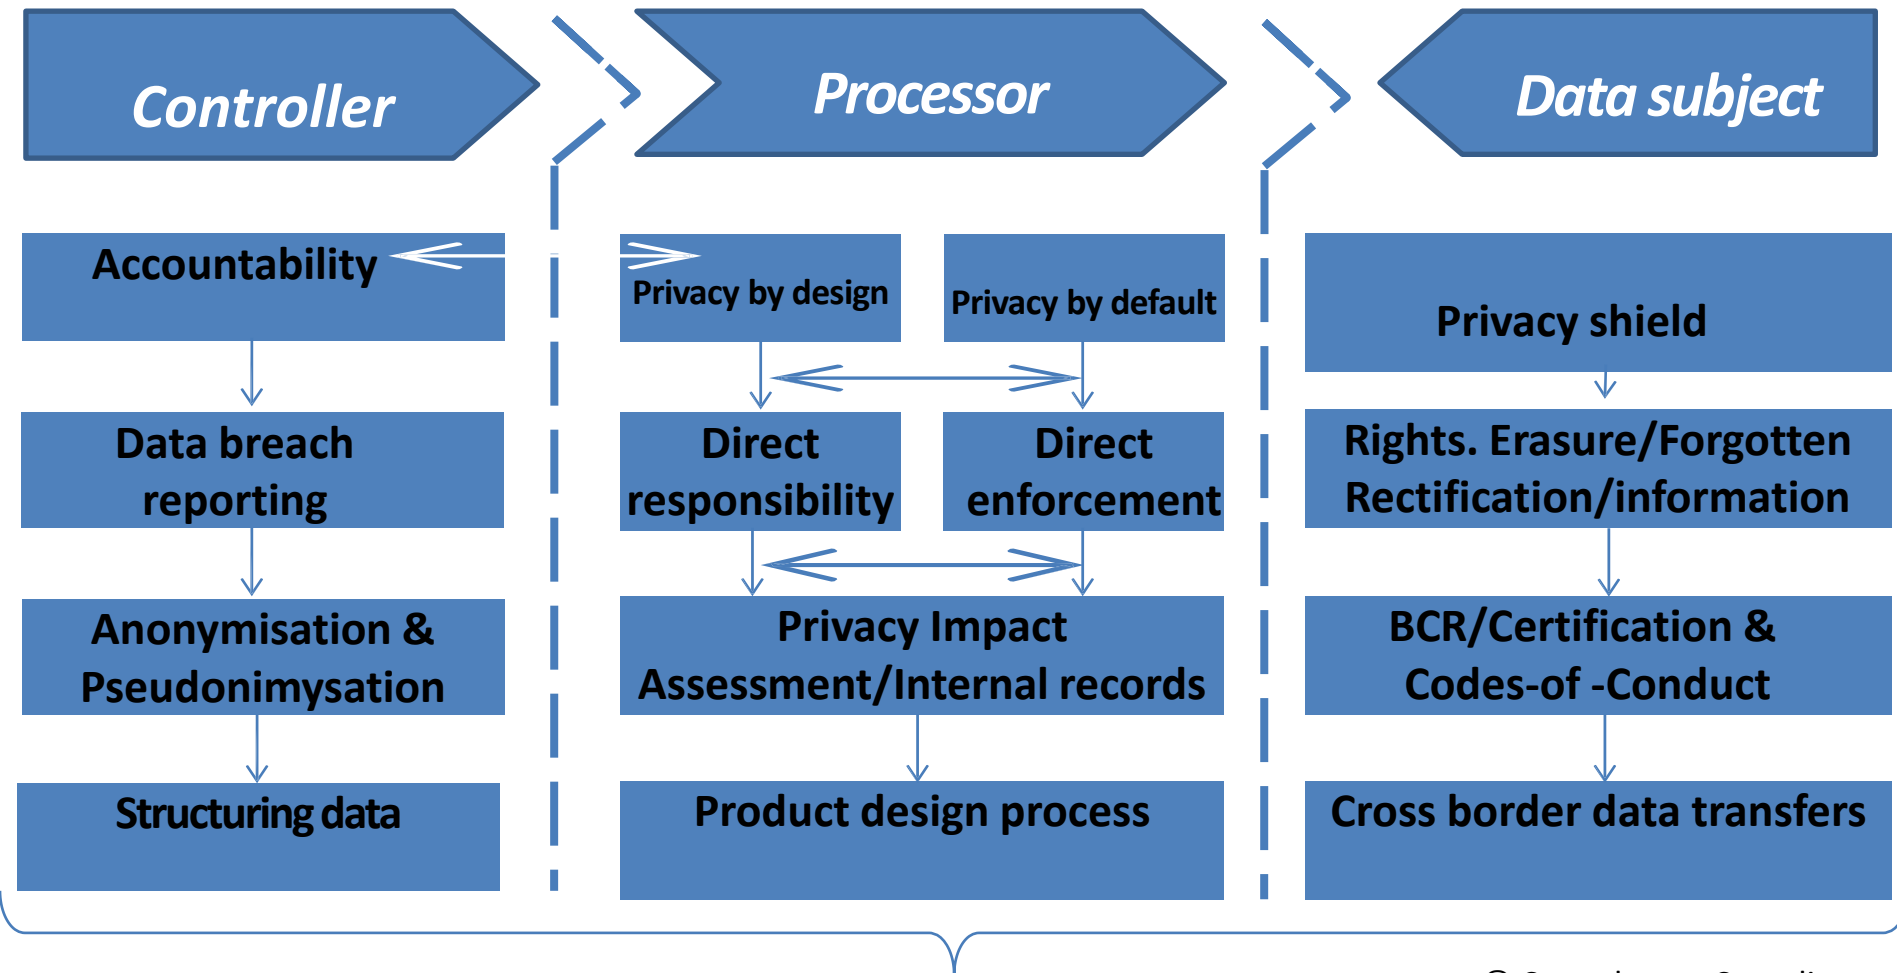 Controller
Processor
Data subject
Accountability
Data breach
reporting
Anonymisation &
Pseudonimysation
Structuring data
Privacy by design
Privacy by default
Direct
responsibility
Direct
enforcement
Privacy Impact
Assessment/Internal records
Product design process
Privacy shield
Rights. Erasure/Forgotten
Rectification/information
BCR/Certification &
Codes-of -Conduct
Cross border data transfers